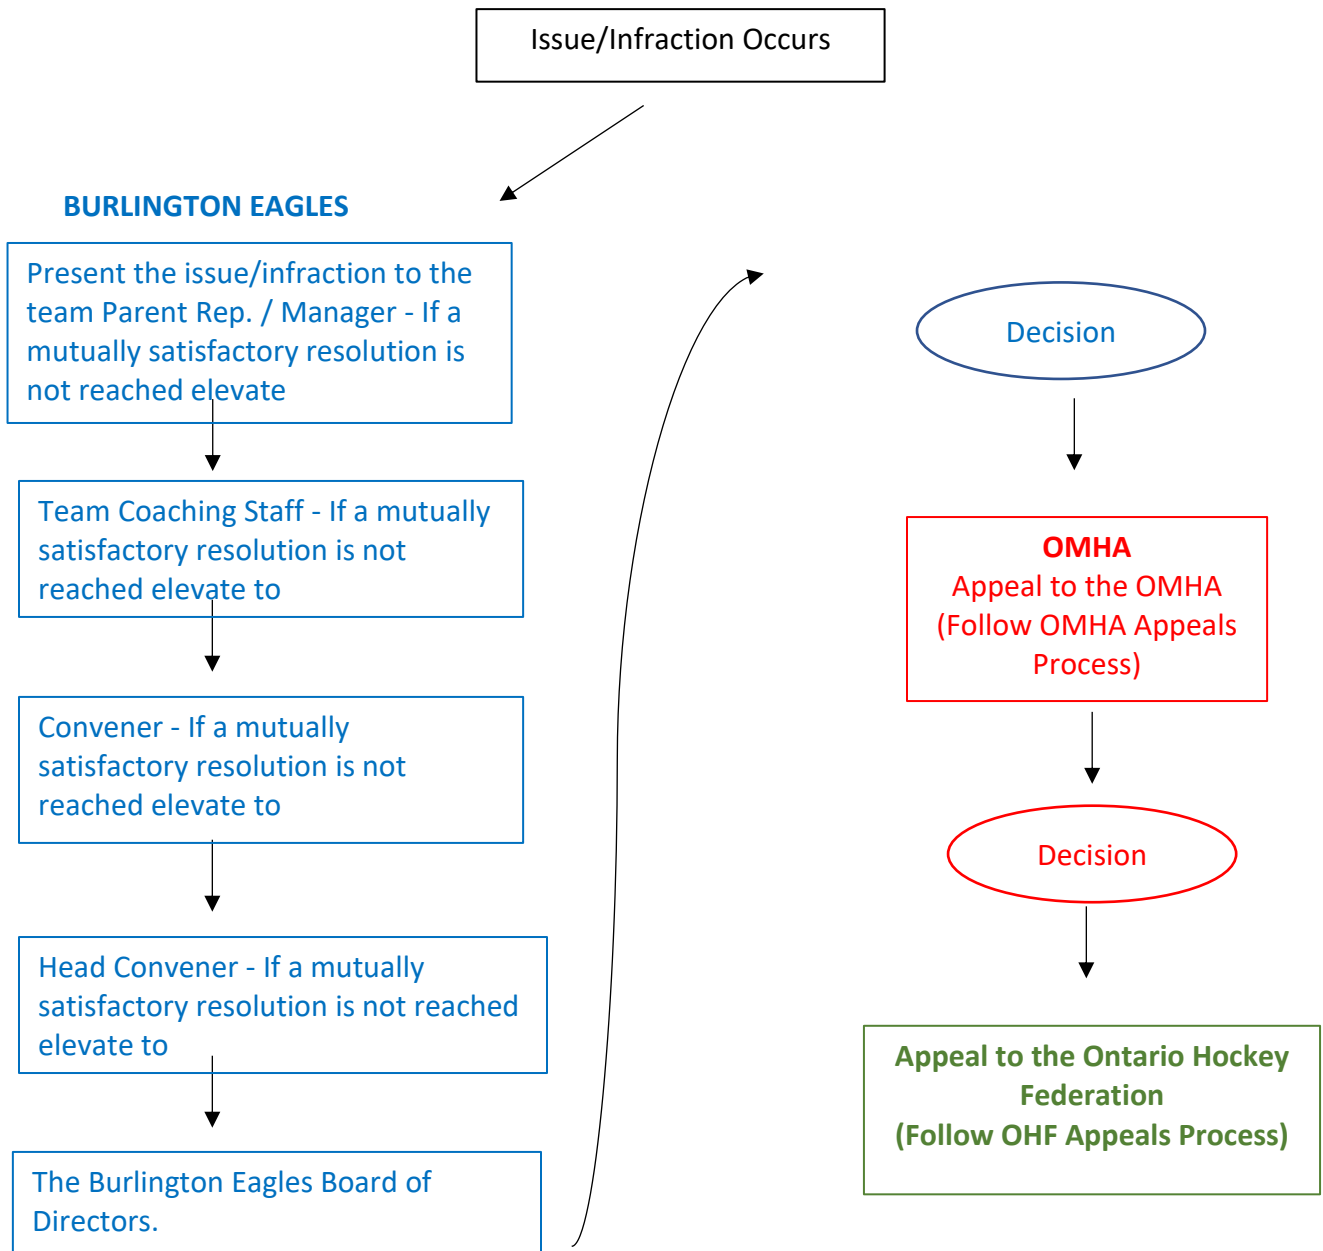 Issue/Infraction Occurs
BURLINGTON EAGLES
Present the issue/infraction to the
team Parent Rep. / Manager - If a
mutually satisfactory resolution is
not reached elevate
Team Coaching Staff - If a mutually
satisfactory resolution is not
reached elevate to
Convener - If a mutually
satisfactory resolution is not
reached elevate to
Head Convener - If a mutually
satisfactory resolution is not reached
elevate to
The Burlington Eagles Board of
Directors.
Decision
OMHA
Appeal to the OMHA
(Follow OMHA Appeals
Process)
Decision
Appeal to the Ontario Hockey
Federation
(Follow OHF Appeals Process)